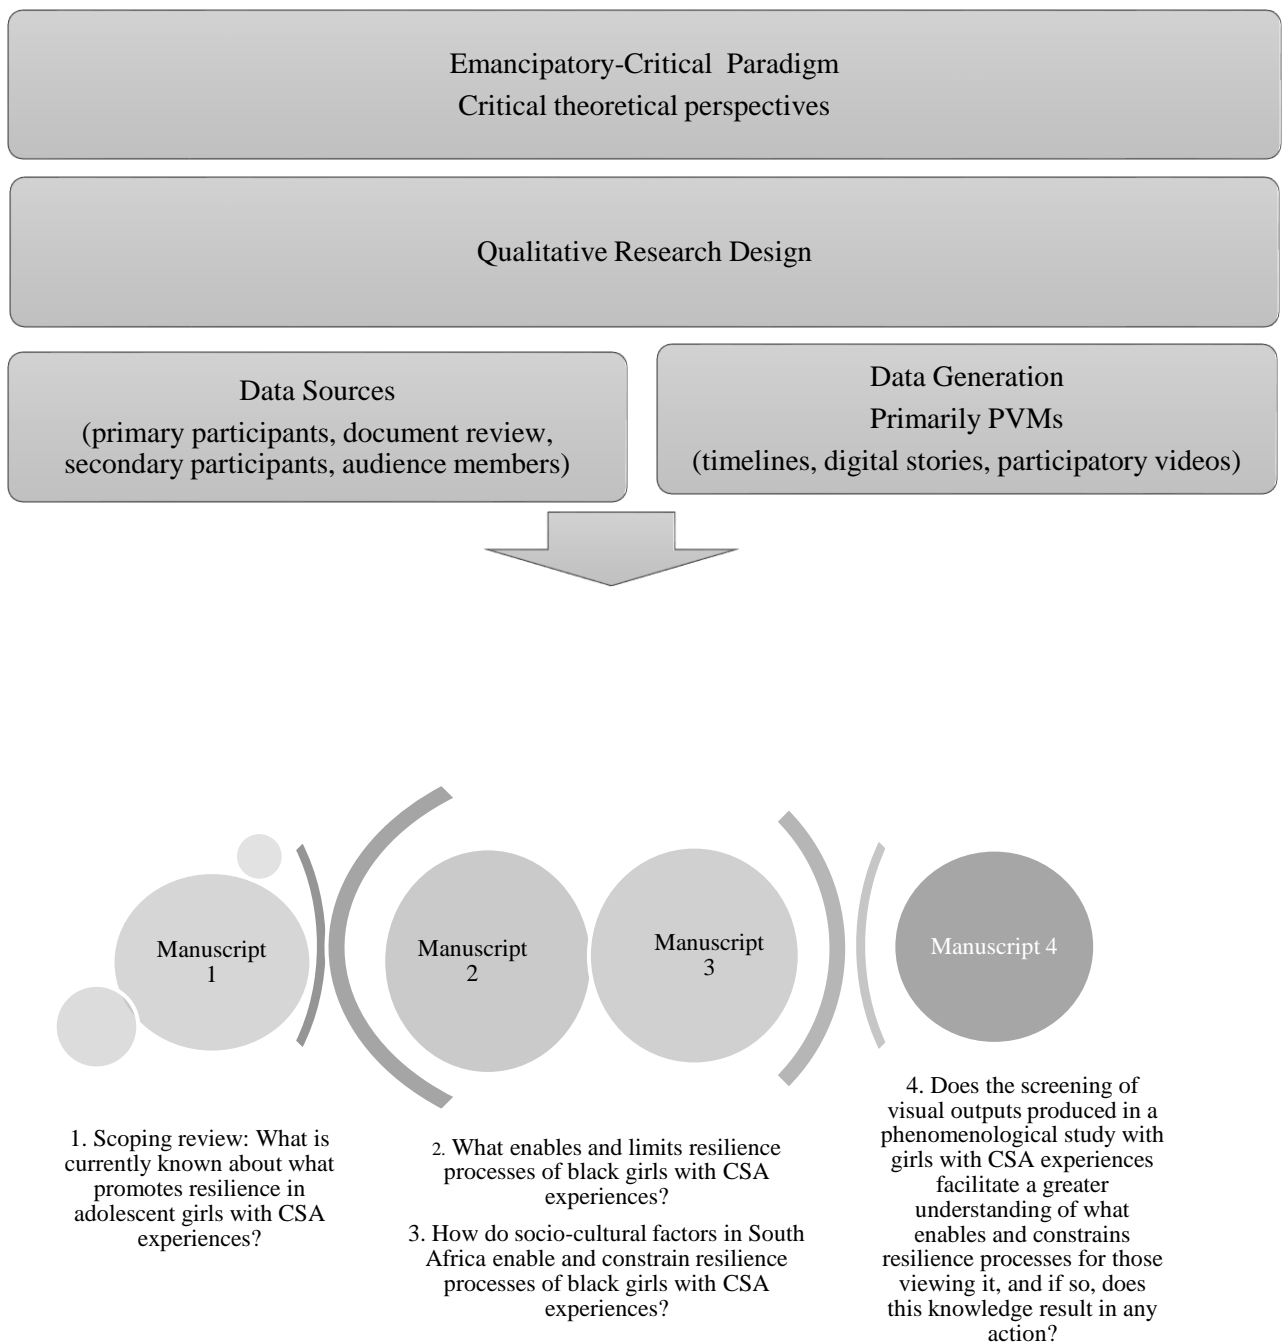 Emancipatory-Critical Paradigm
Critical theoretical perspectives
Qualitative Research Design
Data Sources
(primary participants, document review,
secondary participants, audience members)
Data Generation
Primarily PVMs
(timelines, digital stories, participatory videos)
Manuscript
1
Manuscript
2
Manuscript
3
Manuscript 4
1. Scoping review: What is
currently known about what
promotes resilience in
adolescent girls with CSA
experiences?
2. What enables and limits resilience
processes of black girls with CSA
experiences?
3. How do socio-cultural factors in South
Africa enable and constrain resilience
processes of black girls with CSA
experiences?
4. Does the screening of
visual outputs produced in a
phenomenological study with
girls with CSA experiences
facilitate a greater
understanding of what
enables and constrains
resilience processes for those
viewing it, and if so, does
this knowledge result in any
action?